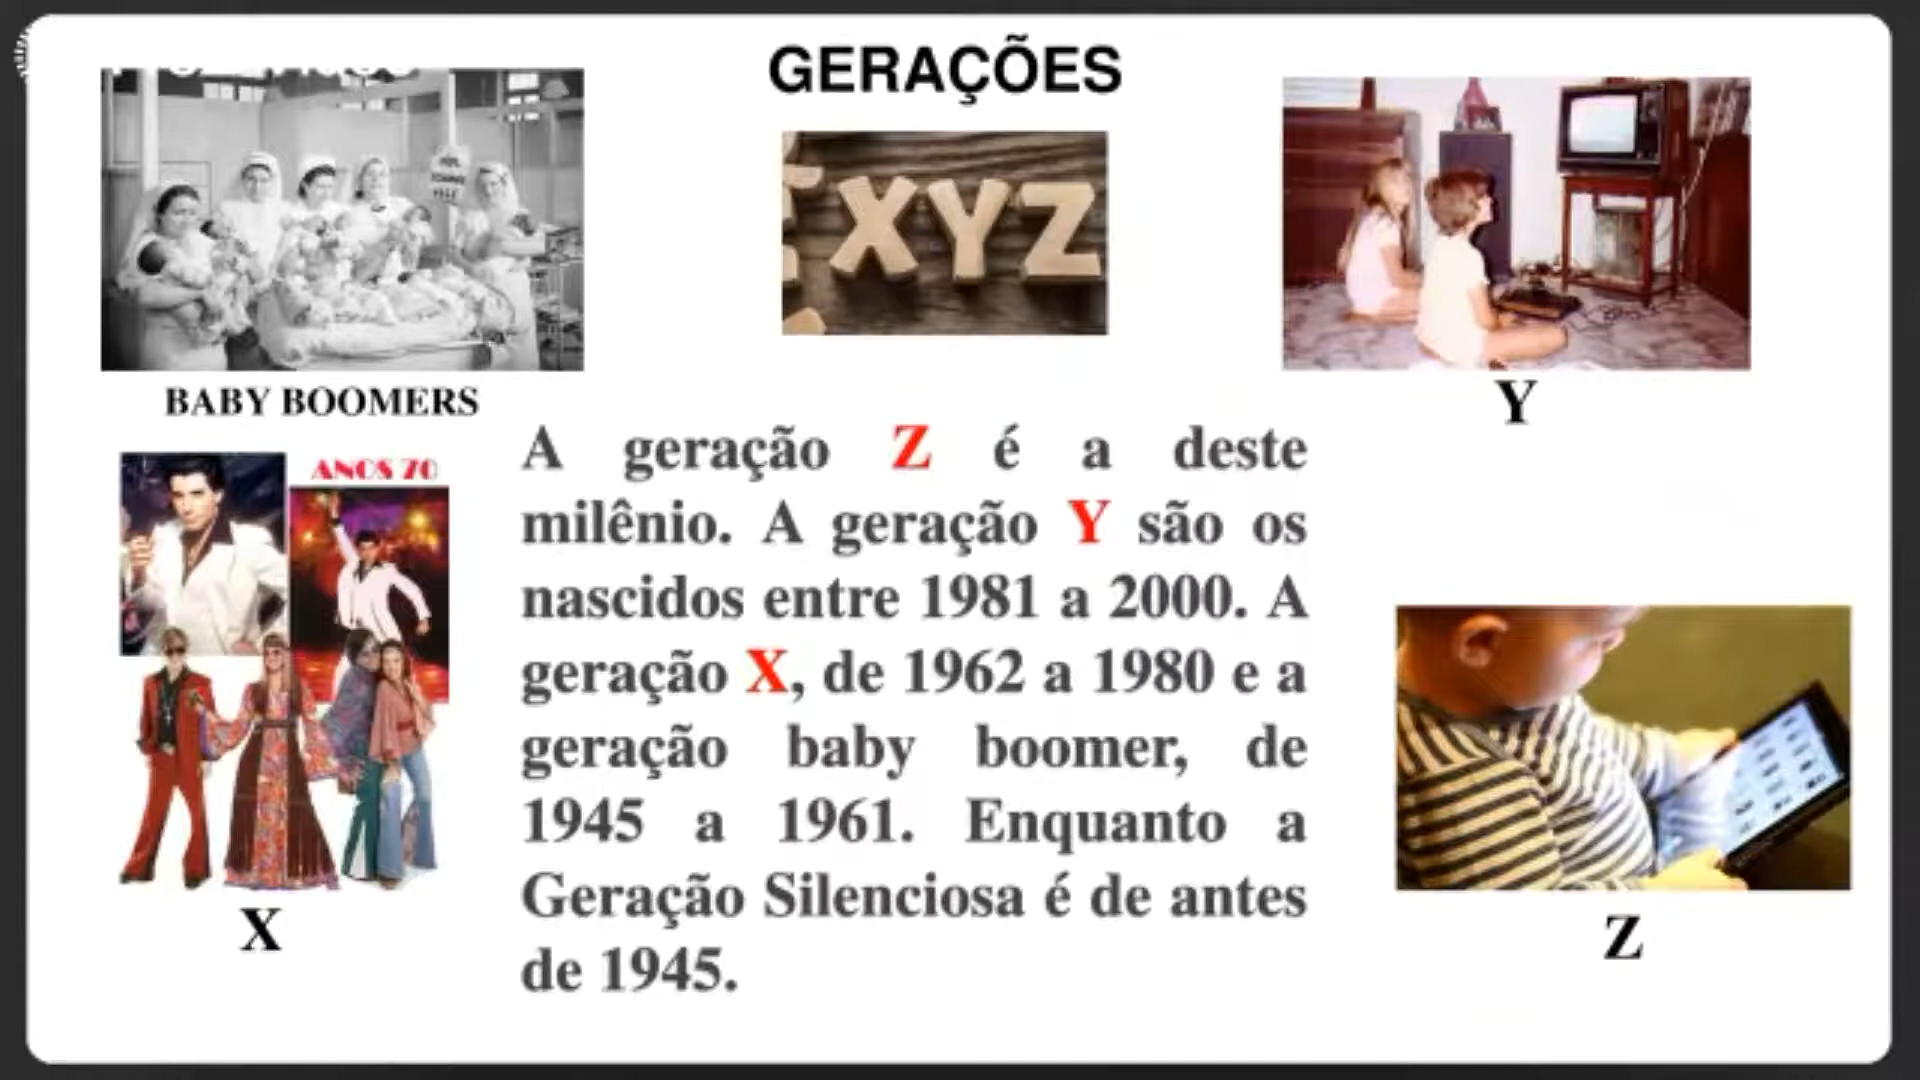 GERAÇÕES
XYZ
BABY BOOMERS
Y
ANOS 70
A geração Z é a deste
milênio. A geração Y são os
nascidos entre 1981 a 2000. A
geração X, de 1962 a 1980 e a
geração baby boomer, de
1945 a 1961. Enquanto a
Geração Silenciosa é de antes
de 1945.
X
Z